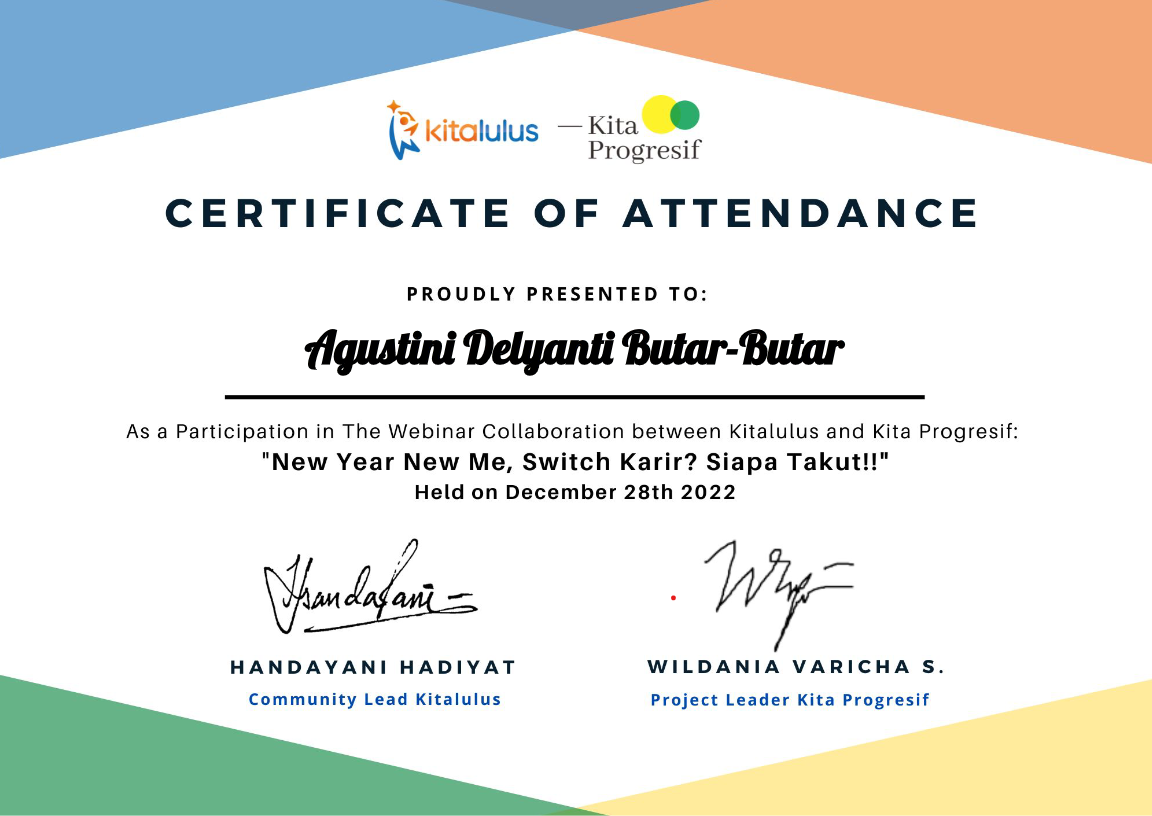 kitalulus
Kita
Progresif
CERTIFICATE OF ATTENDANCE
PROUDLY PRESENTED TO:
Agustini Delyanti Butar-Butar
As a Participation in The Webinar Collaboration between Kitalulus and Kita Progresif:
"New Year New Me, Switch Karir? Siapa Takut!!"
Held on December 28th 2022
Handayani
HANDAYANI HADIYAT
WILDANIA VARICHA S.
Community Lead Kitalulus
Project Leader Kita Progresif